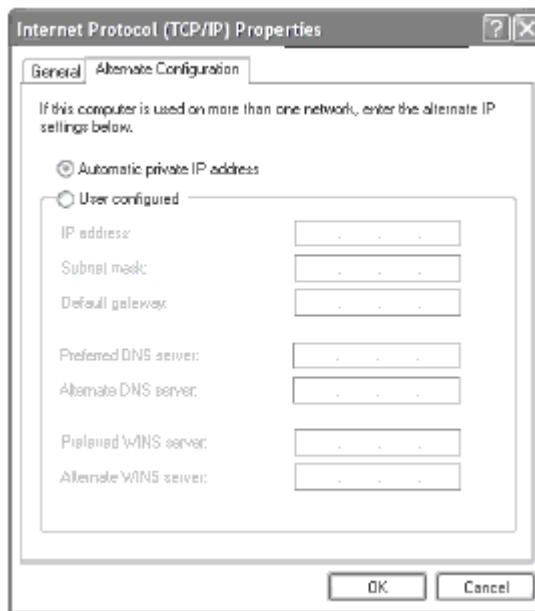 Internet Protocol (TCP/IP) Properties
General
Alternate Configuration
If this computer is used on more than one network, enter the alternate IP
settings below.
Automatic private IP address
User configured
IP address:
Subnet mask:
Default gateway:
Preferred DNS server:
Alternate DNS server:
Preferred WINS server:
Alternate WINS server:
OK
Cancel